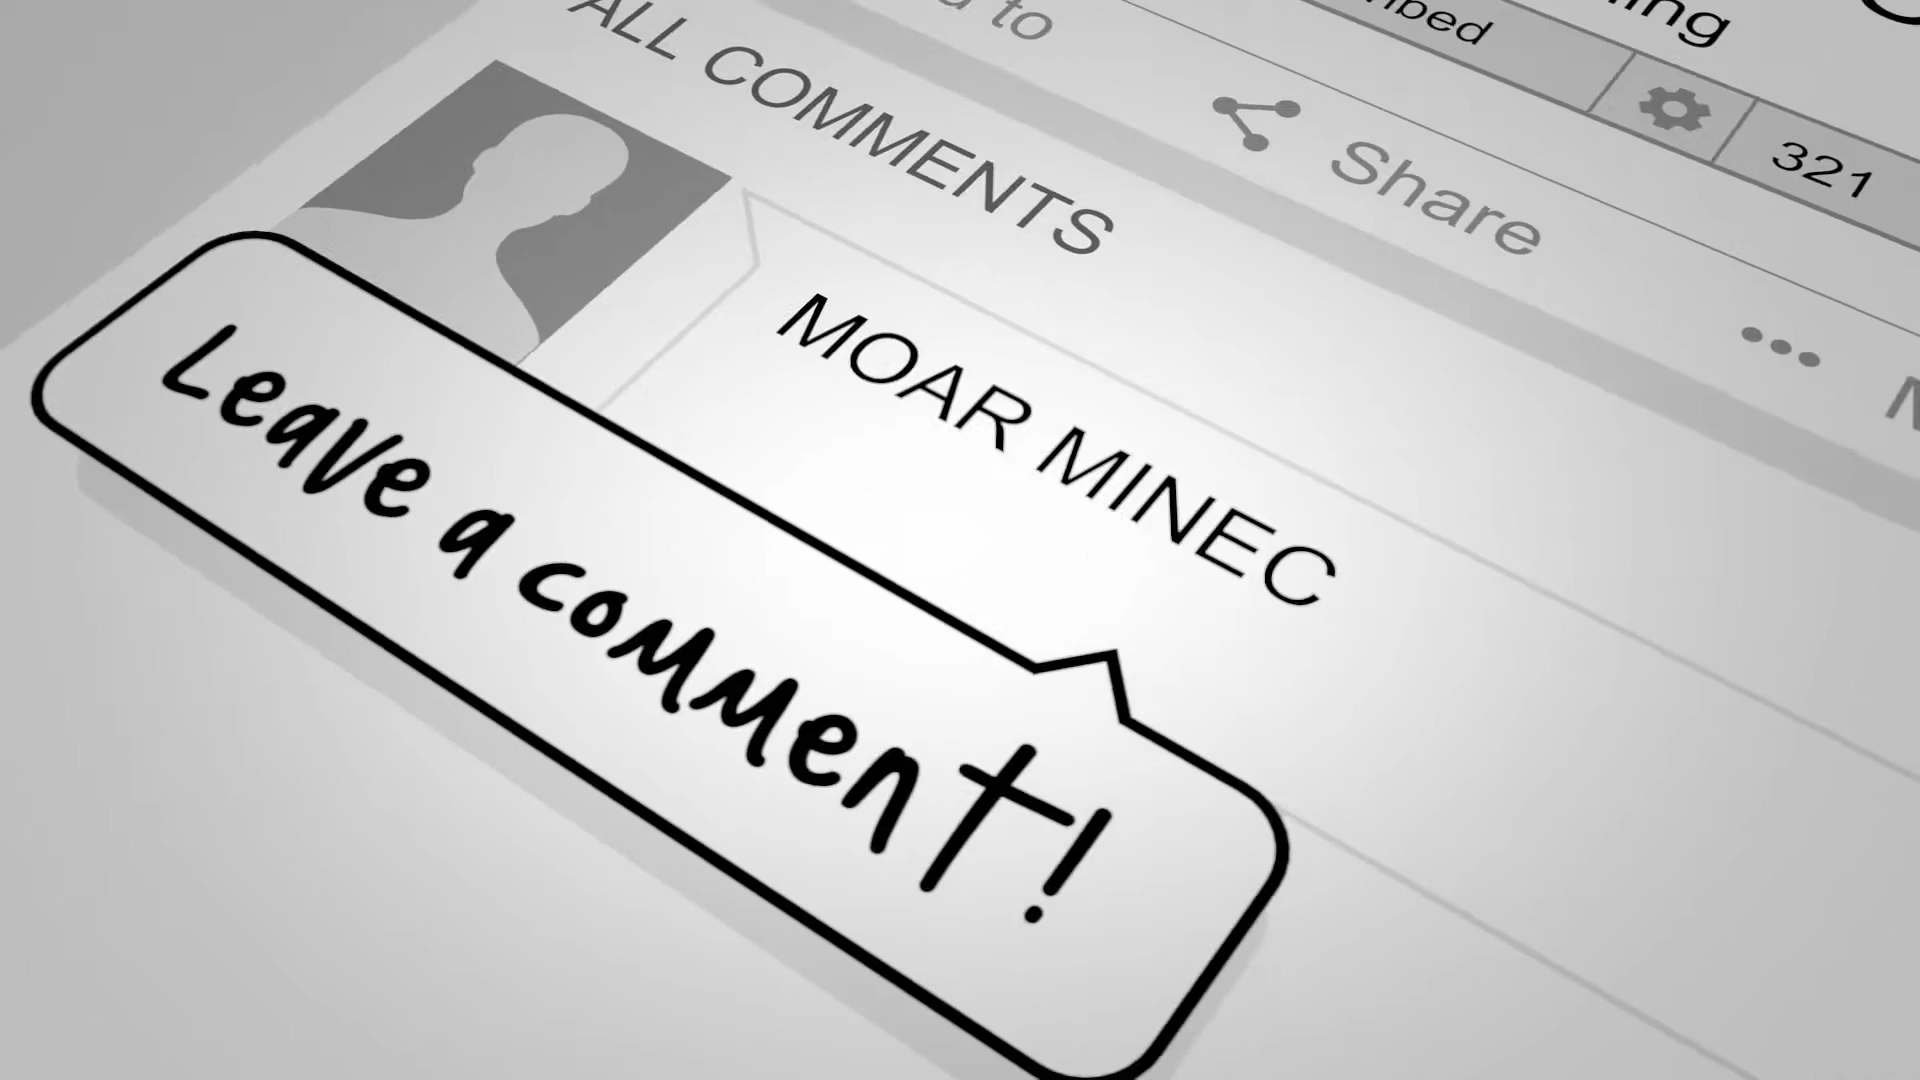 321
Share
ALL COMMENTS
MOAR MINEC
Leave a comment!